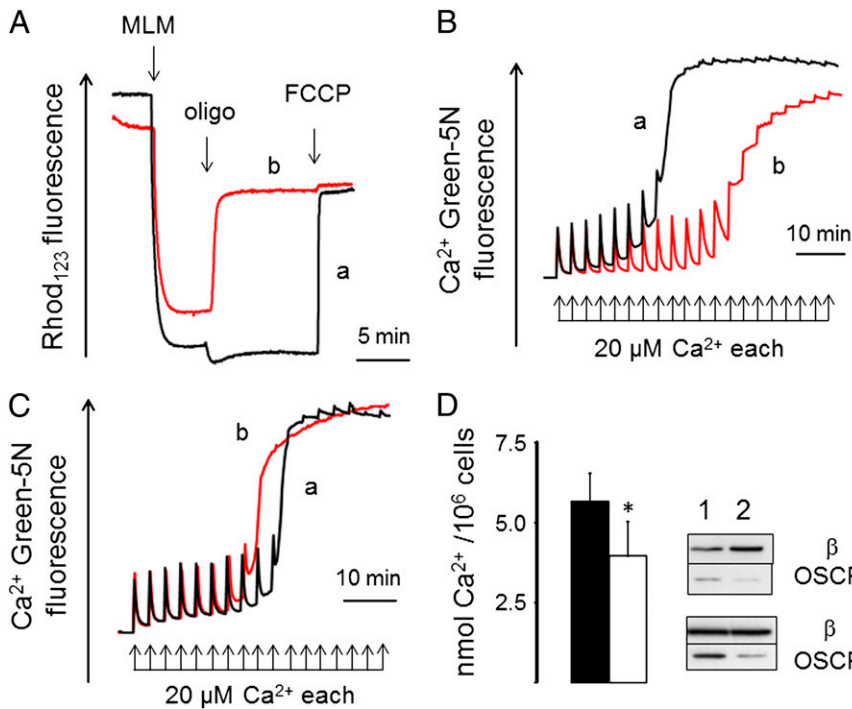 A
MLM
oligo
FCCP
b
a
Rhod123 fluorescence
5 min
B
a
b
Ca2+ Green-5N
fluorescence
10 min
20 µM Ca2+ each
C
b
a
Ca2+ Green-5N
fluorescence
10 min
20 µM Ca2+ each
D
nmol Ca2+ /10⁶ cells
7.5
5.0
2.5
*
1 2
β
OSCP
β
OSCP